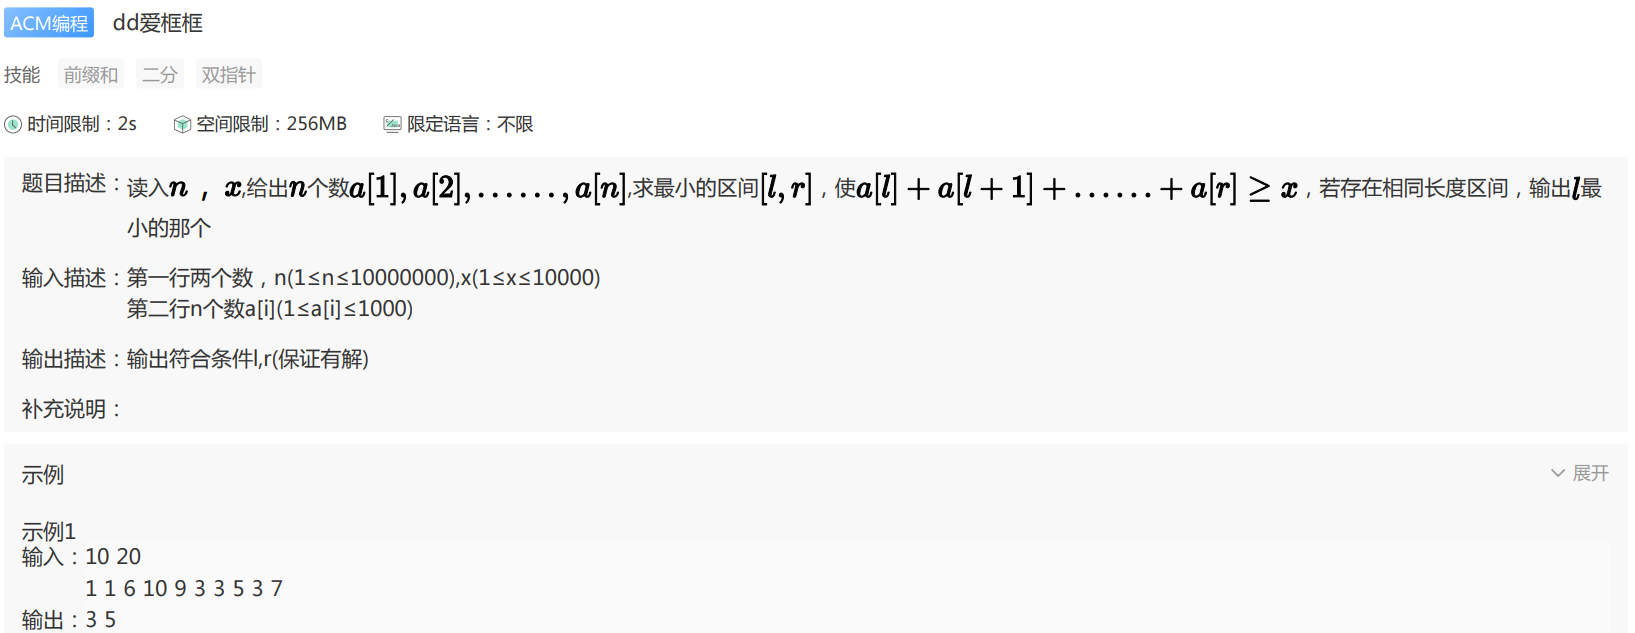 ACM编程 dd爱框框
技能 前缀和 二分 双指针
时间限制：2s 空间限制：256MB 限定语言：不限
题目描述：读入n ，x,给出n个数a[1],a[2],......,a[n],求最小的区间[l,r]，使a[l]+a[l+1]+......+a[r]≥x，若存在相同长度区间，输出l最
小的那个
输入描述：第一行两个数，n(1≤n≤10000000),x(1≤x≤10000)
第二行n个数a[i](1≤a[i]≤1000)
输出描述：输出符合条件l,r(保证有解)
补充说明：
示例 展开
示例1
输入：10 20
1 1 6 10 9 3 3 5 3 7
输出：3 5